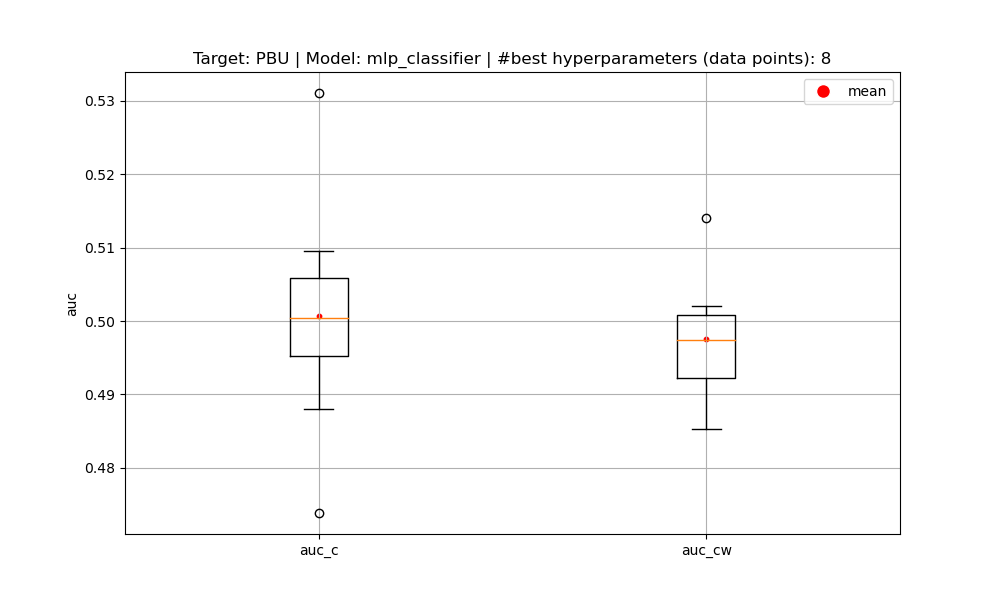 Target: PBU | Model: mlp_classifier | #best hyperparameters (data points): 8
mean
0.53
0.52
0.51
0.50
0.49
0.48
auc
auc_c
auc_cw